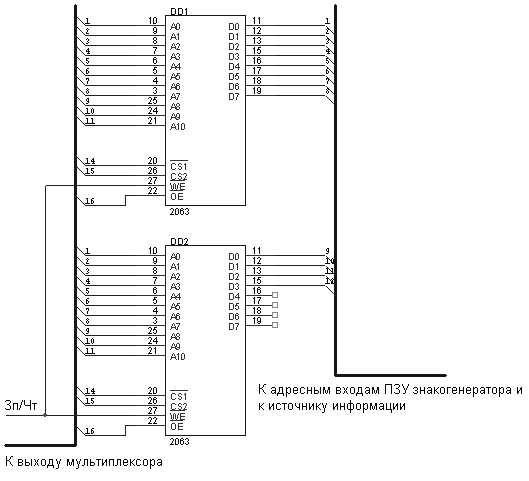 DD1
1 10 A0 D0 11 1
2 9 A1 D1 12 2
3 8 A2 D2 13 3
4 7 A3 D3 15 4
5 6 A4 D4 16 5
6 5 A5 D5 17 6
7 4 A6 D6 18 7
8 3 A7 D7 19 8
9 25 A8
10 24 A9
11 21 A10
14 20 CS1
15 26 CS2
27 WE
16 22 OE
2063
DD2
1 10 A0 D0 11 9
2 9 A1 D1 12 10
3 8 A2 D2 13 11
4 7 A3 D3 15 12
5 6 A4 D4 16
6 5 A5 D5 17
7 4 A6 D6 18
8 3 A7 D7 19
9 25 A8
10 24 A9
11 21 A10
К адресным входам ПЗУ знакогенератора и
к источнику информации
14 20 CS1
15 26 CS2
Зп/Чт 27 WE
16 22 OE
2063
К выходу мультиплексора